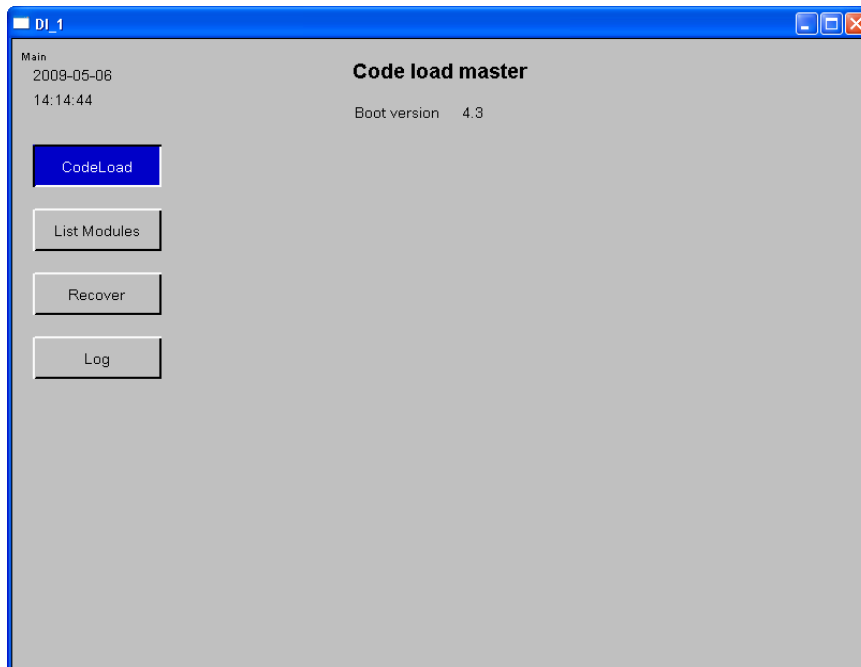 DI_1
Main
2009-05-06
14:14:44
Code load master
Boot version 4.3
CodeLoad
List Modules
Recover
Log